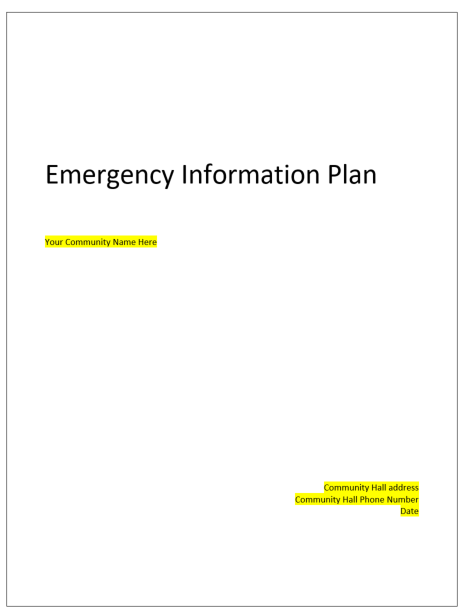 Emergency Information Plan
Your Community Name Here
Community Hall address
Community Hall Phone Number
Date